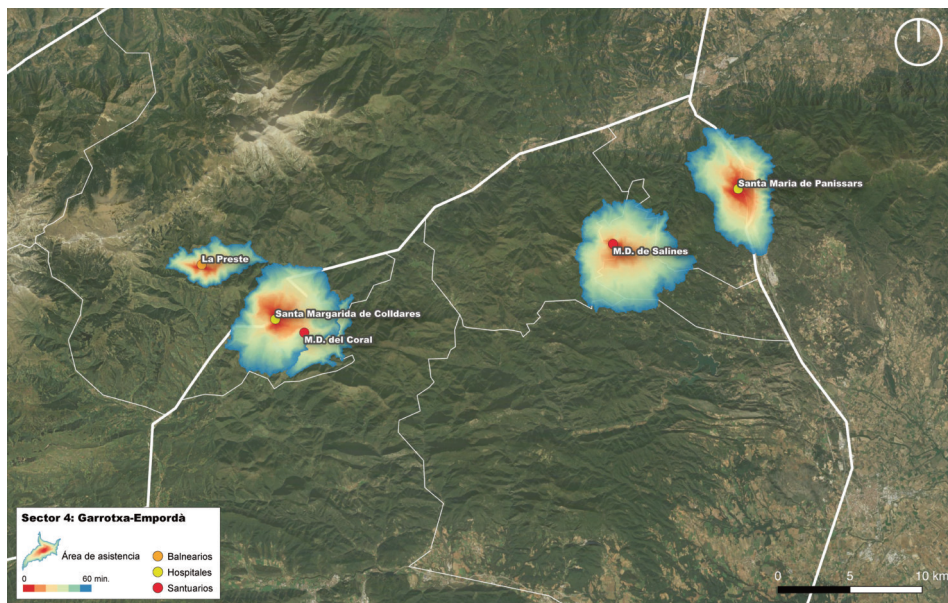 Santa Maria de Panissars
M.D. de Salines
La Preste
Santa Margarida de Colldares
M.D. del Coral
Sector 4: Garrotxa-Empordà
Área de asistencia
0 60 min.
Balnearios
Hospitales
Santuarios
0 5 10 km